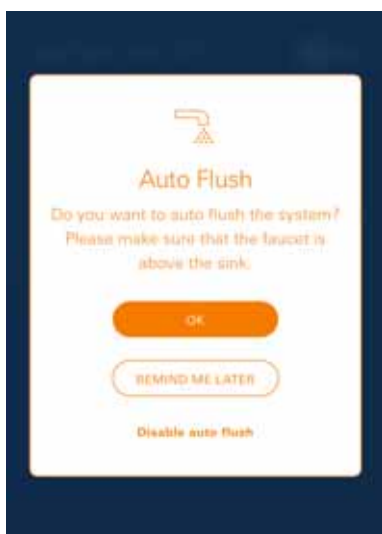 Auto Flush
Do you want to auto flush the system?
Please make sure that the faucet is
above the sink.
OK
REMIND ME LATER
Disable auto flush